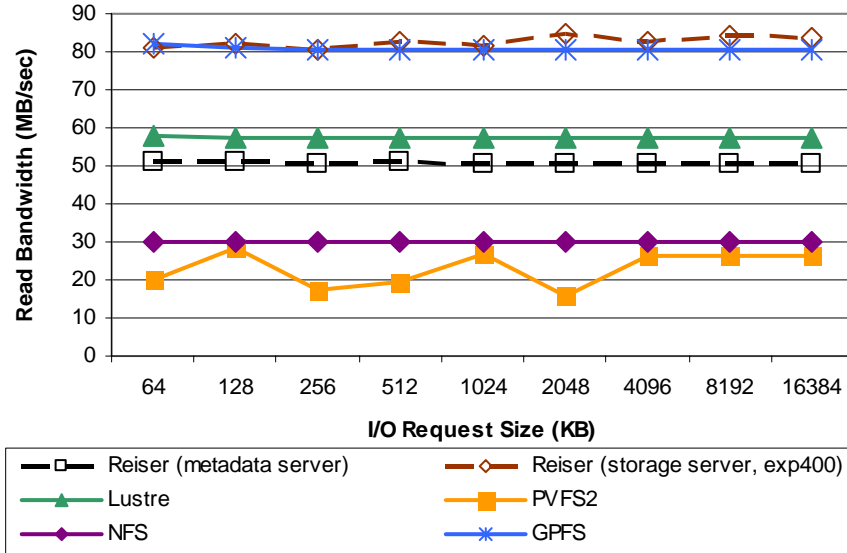 90
80
70
60
50
40
30
20
10
0
Read Bandwidth (MB/sec)
64 128 256 512 1024 2048 4096 8192 16384
I/O Request Size (KB)
Reiser (metadata server) Reiser (storage server, exp400)
Lustre PVFS2
NFS GPFS